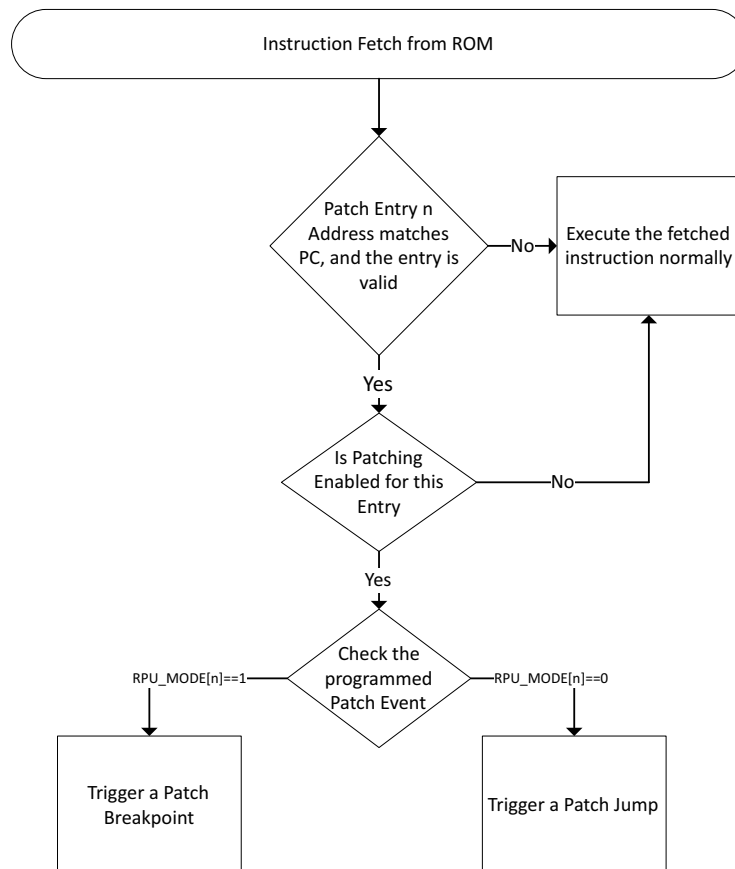 Instruction Fetch from ROM
Patch Entry n
Address matches
PC, and the entry is
valid
No
Execute the fetched
instruction normally
Yes
Is Patching
Enabled for this
Entry
No
Yes
Check the
programmed
Patch Event
RPU_MODE[n]==1
RPU_MODE[n]==0
Trigger a Patch
Breakpoint
Trigger a Patch Jump